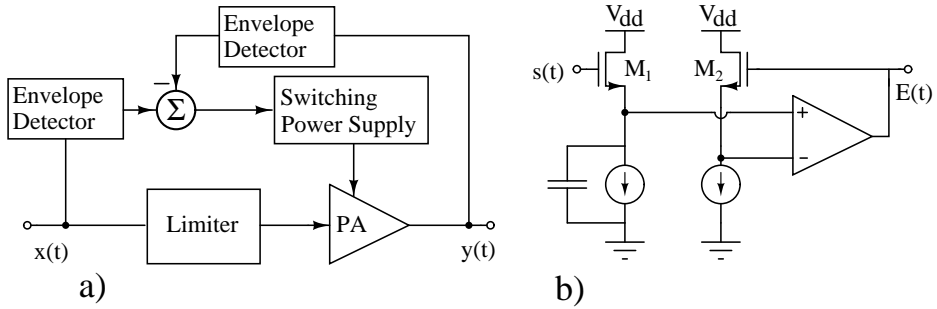 Envelope
Detector
−
Envelope
Detector
Σ
Switching
Power Supply
Limiter
PA
x(t)
y(t)
a)
Vdd
Vdd
s(t)
M1
M2
E(t)
+
−
b)